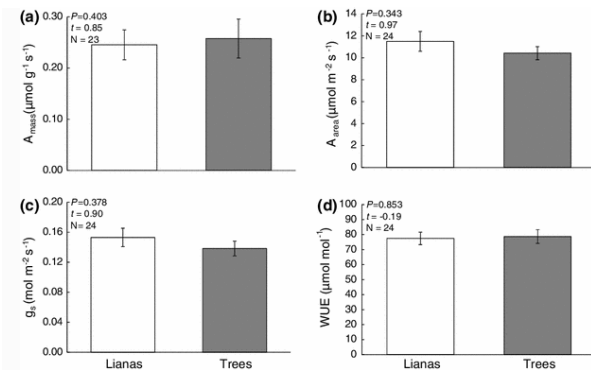 (a)
P=0.403
t = 0.85
N = 23
0.30
0.20
0.10
0.00
A mass (μmol g-1 s-1)
(b)
P=0.343
t = 0.97
N = 24
14
12
10
8
6
4
2
0
A area (μmol m-2 s-1)
(c)
P=0.378
t = 0.90
N= 24
0.20
0.16
0.12
0.08
0.04
0.00
gs (mol m-2 s-1)
Lianas Trees
(d)
P=0.853
t = -0.19
N = 24
100
90
80
70
60
50
40
30
20
10
0
WUE (μmol mol-1)
Lianas Trees